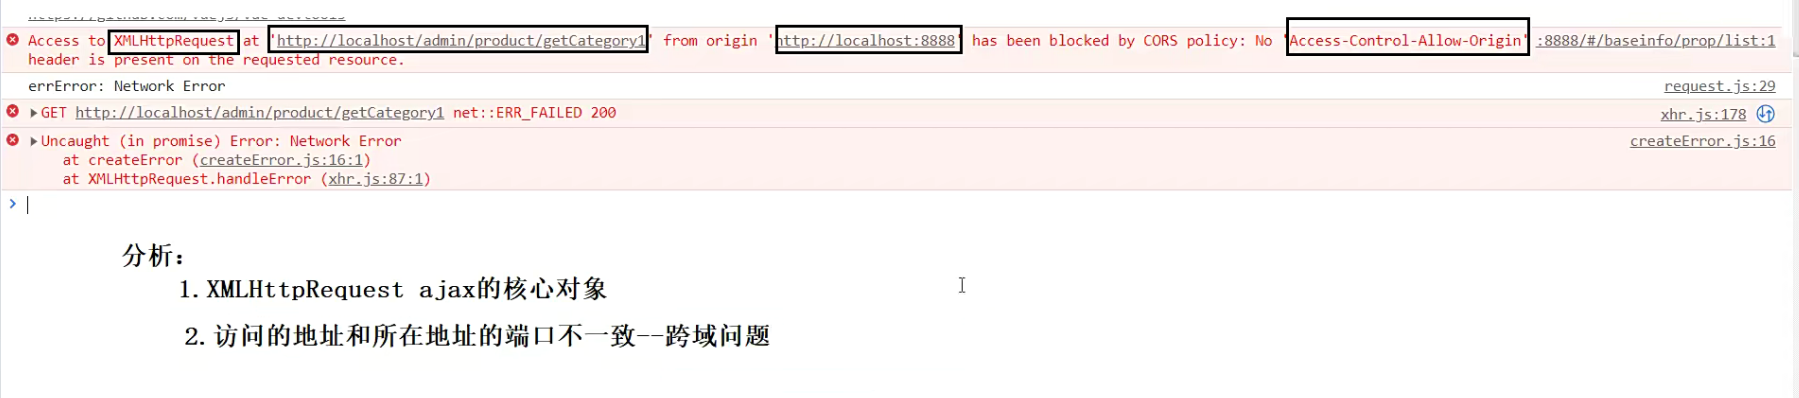 Access to XMLHttpRequest at 'http://localhost/admin/product/getCategory1' from origin 'http://localhost:8888' has been blocked by CORS policy: No 'Access-Control-Allow-Origin' :8888/#/baseinfo/prop/list:1
header is present on the requested resource.
errError: Network Error request.js:29
GET http://localhost/admin/product/getCategory1 net::ERR_FAILED 200 xhr.js:178
Uncaught (in promise) Error: Network Error createError.js:16
at createError (createError.js:16:1)
at XMLHttpRequest.handleError (xhr.js:87:1)
分析：
1.XMLHttpRequest ajax的核心对象
2.访问的地址和所在地址的端口不一致--跨域问题